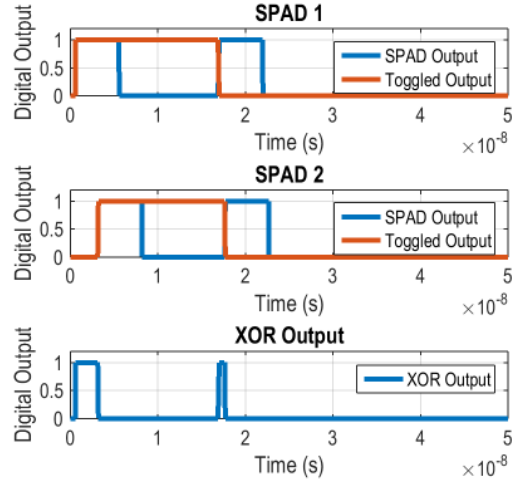 SPAD 1
Digital Output
1
0.5
0
SPAD Output
Toggled Output
0 1 2 3 4 5
Time (s)
×10⁻⁸
SPAD 2
Digital Output
1
0.5
0
SPAD Output
Toggled Output
0 1 2 3 4 5
Time (s)
×10⁻⁸
XOR Output
Digital Output
1
0.5
0
XOR Output
0 1 2 3 4 5
Time (s)
×10⁻⁸